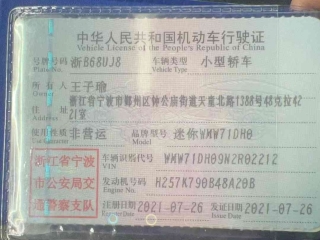 中华人民共和国机动车行驶证
Vehicle License of the People's Republic of China
号牌号码 浙B68UJ8 车辆类型 小型轿车
Plate No. Vehicle Type
所有人 王子瑜
Owner
住址 浙江省宁波市鄞州区钟公庙街道天童北路1388号48克拉42
21室
Address
使用性质 非营运 品牌型号 迷你WMW71DH0
Use Character Model
浙江省宁波
市公安局交
通警察支队
车辆识别代号 WMW71DH09N2R02212
VIN
发动机号码 H257K790B48A20B
Engine No.
注册日期 2021-07-26 发证日期 2021-07-26
Register Date Issue Date